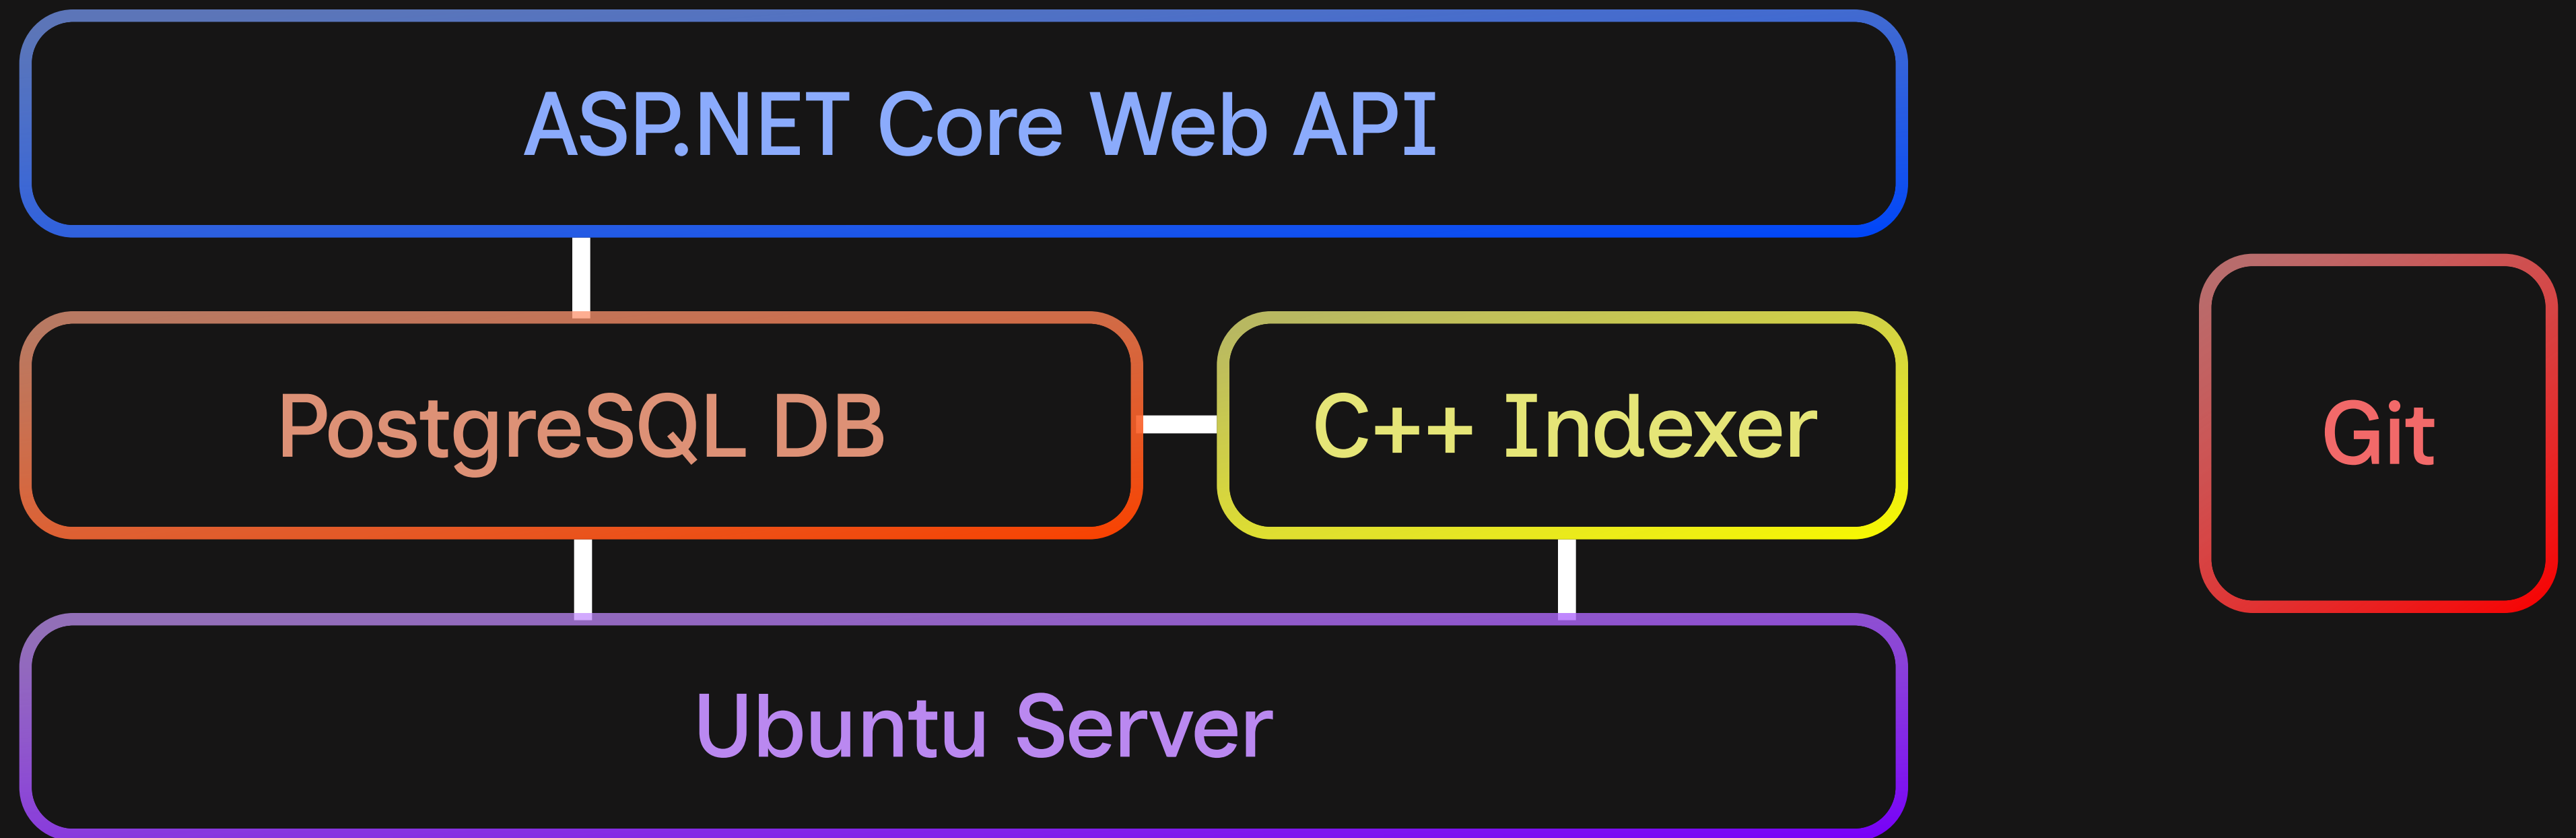 ASP.NET Core Web API
PostgreSQL DB
C++ Indexer
Git
Ubuntu Server